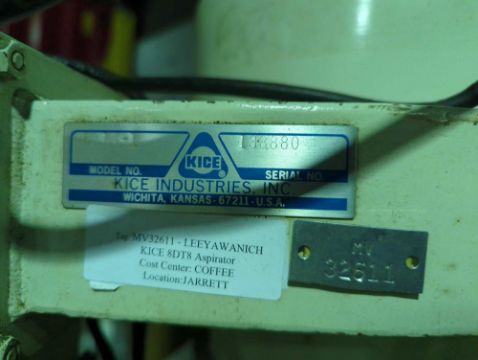 KICE
MODEL NO.
SERIAL NO.
KICE INDUSTRIES, INC.
WICHITA, KANSAS-67211-U.S.A.
Tag: MV32611 - LEEYAWANICH
KICE 8DT8 Aspirator
Cost Center: COFFEE
Location:JARRETT
MV
32611